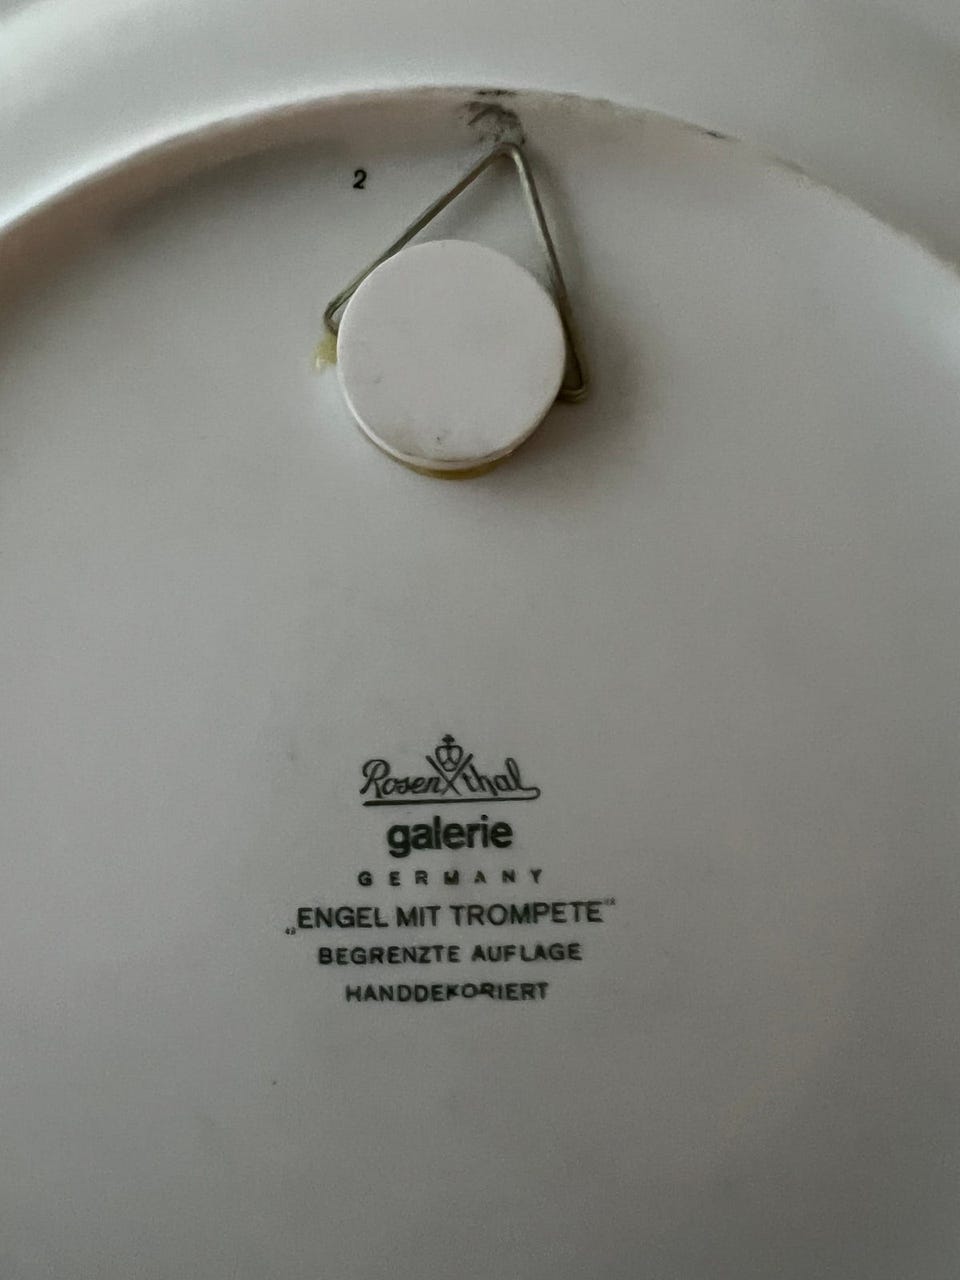 2
Rosenthal
galerie
GERMANY
„ENGEL MIT TROMPETE“
BEGRENZTE AUFLAGE
HANDDEKORIERT